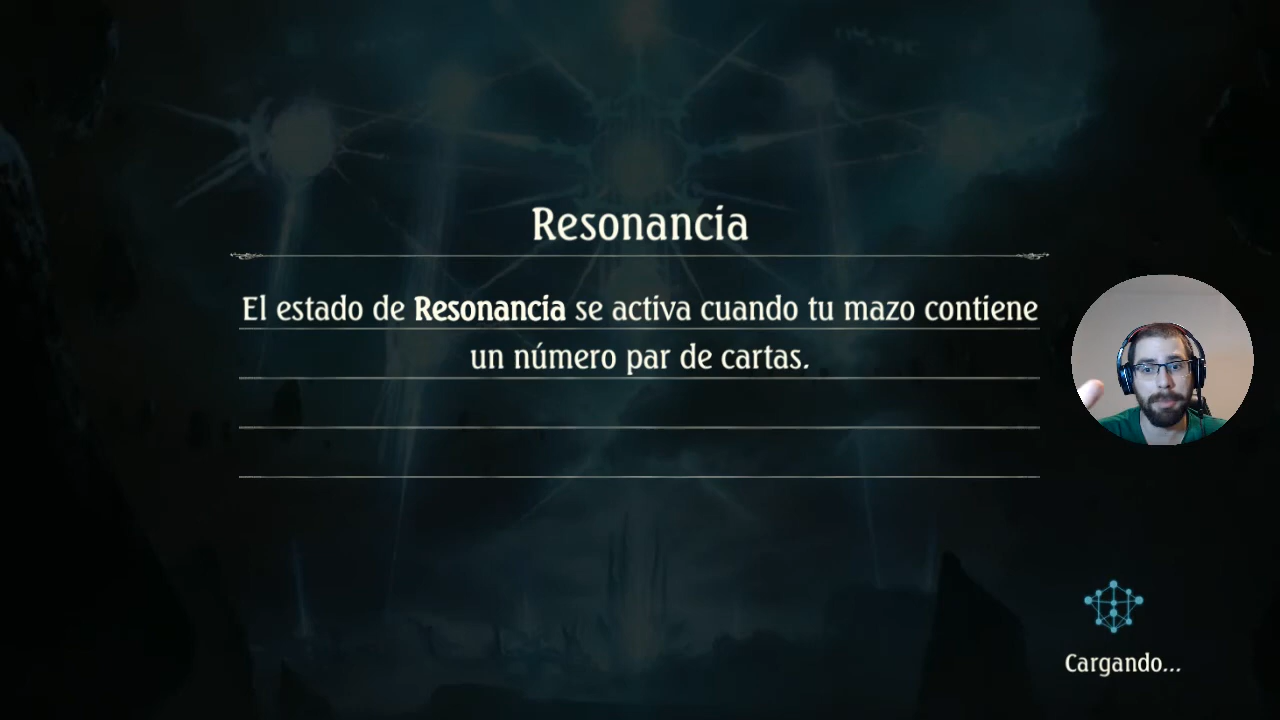 Resonancia
El estado de Resonancia se activa cuando tu mazo contiene
un número par de cartas.
Cargando...